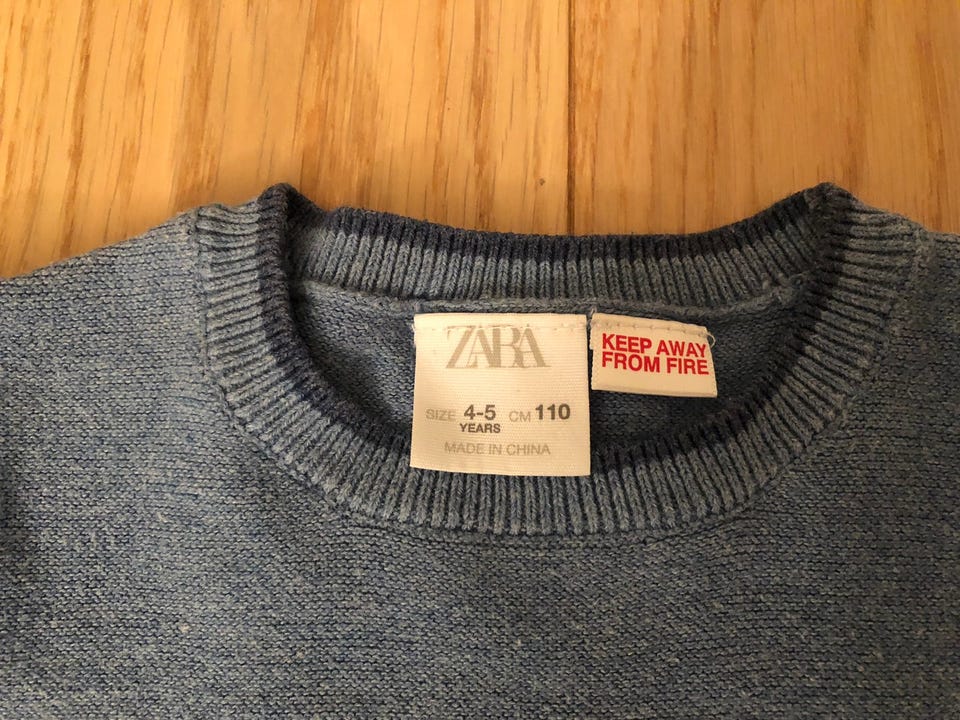 ZARA
SIZE 4-5 CM 110
YEARS
MADE IN CHINA
KEEP AWAY
FROM FIRE